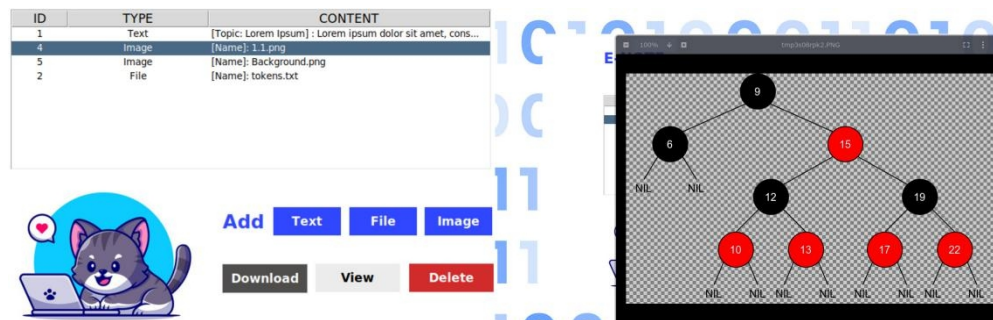 ID TYPE CONTENT
1 Text [Topic: Lorem Ipsum] : Lorem ipsum dolor sit amet, cons...
4 Image [Name]: 1.1.png
5 Image [Name]: Background.png
2 File [Name]: tokens.txt
Add Text File Image
Download View Delete
100%
9
6 15
NIL NIL
12 19
10 13 17 22
NIL NIL NIL NIL NIL NIL NIL NIL